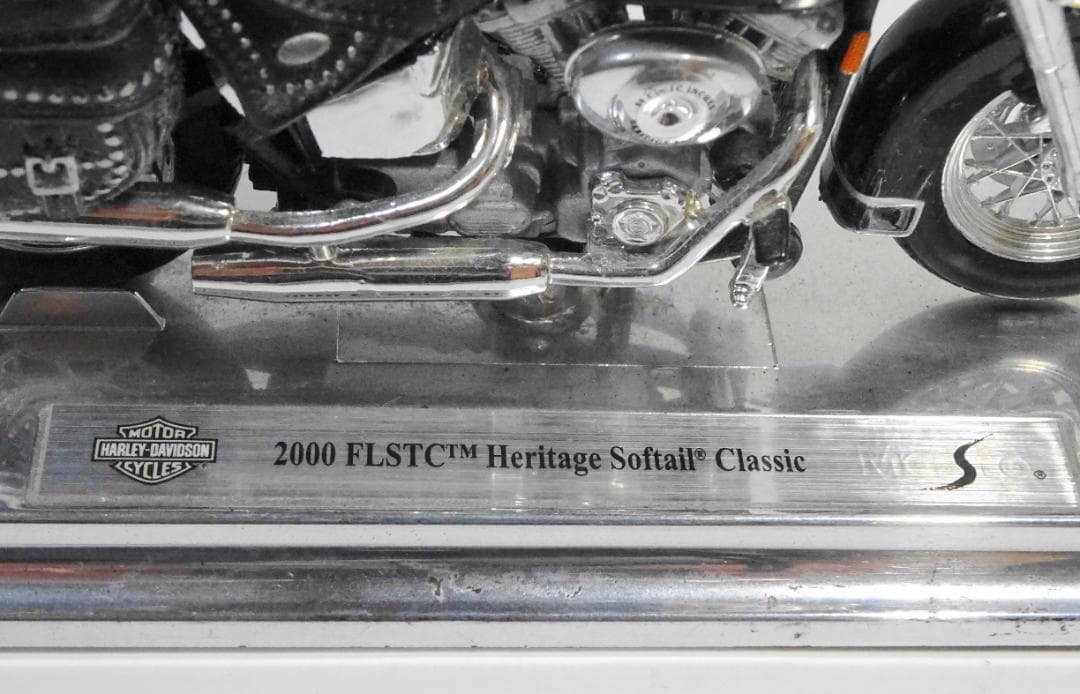 MOTOR
HARLEY-DAVIDSON
CYCLES
2000 FLSTC™ Heritage Softail® Classic
S ®